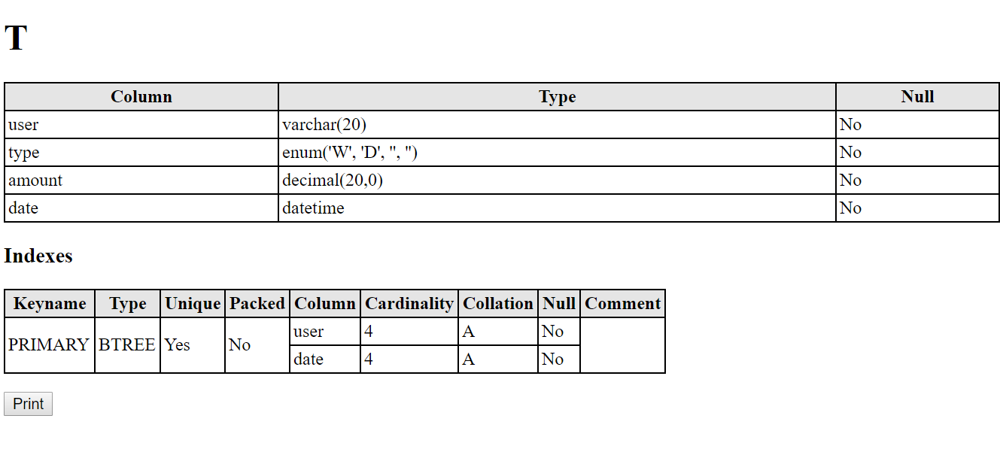 T
Column Type Null
user varchar(20) No
type enum('W', 'D', '', '') No
amount decimal(20,0) No
date datetime No
Indexes
Keyname Type Unique Packed Column Cardinality Collation Null Comment
PRIMARY BTREE Yes No user 4 A No
date 4 A No
Print